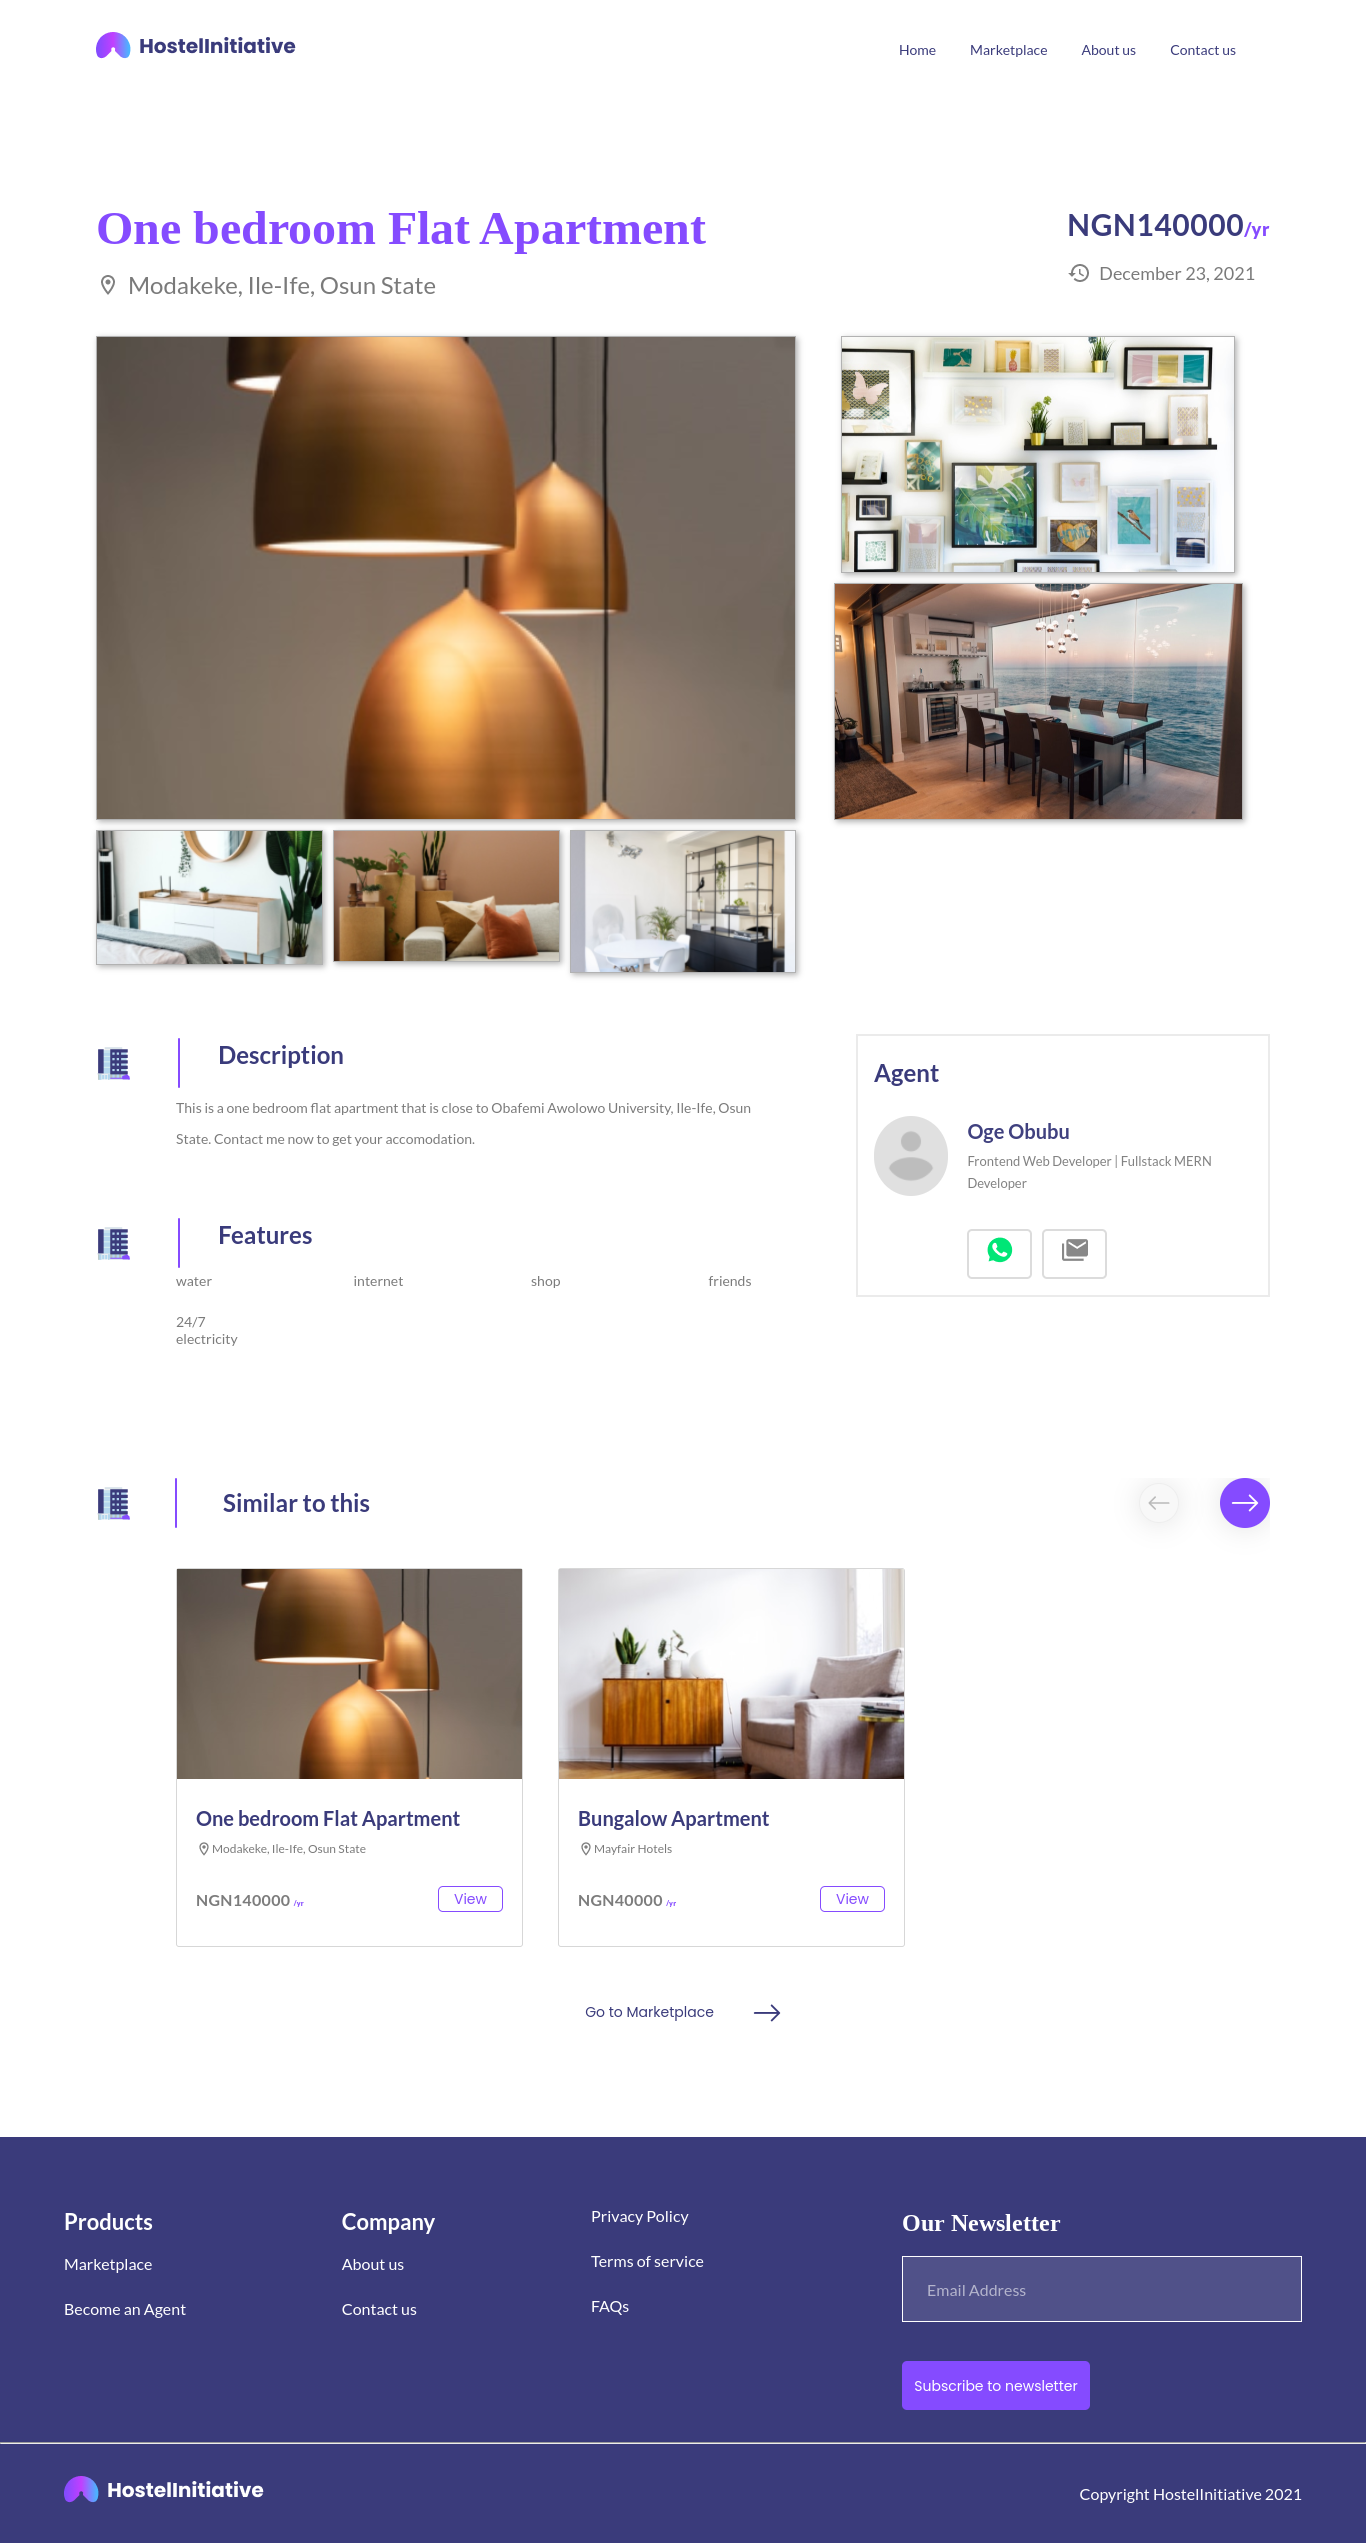 HostelInitiative
Home
Marketplace
About us
Contact us
One bedroom Flat Apartment
NGN140000/yr
Modakeke, Ile-Ife, Osun State
December 23, 2021
Description
This is a one bedroom flat apartment that is close to Obafemi Awolowo University, Ile-Ife, Osun
State. Contact me now to get your accomodation.
Features
water
internet
shop
friends
24/7
electricity
Agent
Oge Obubu
Frontend Web Developer | Fullstack MERN
Developer
Similar to this
One bedroom Flat Apartment
Modakeke, Ile-Ife, Osun State
NGN140000 /yr
View
Bungalow Apartment
Mayfair Hotels
NGN40000 /yr
View
Go to Marketplace
Products
Marketplace
Become an Agent
Company
About us
Contact us
Privacy Policy
Terms of service
FAQs
Our Newsletter
Email Address
Subscribe to newsletter
HostelInitiative
Copyright HostelInitiative 2021